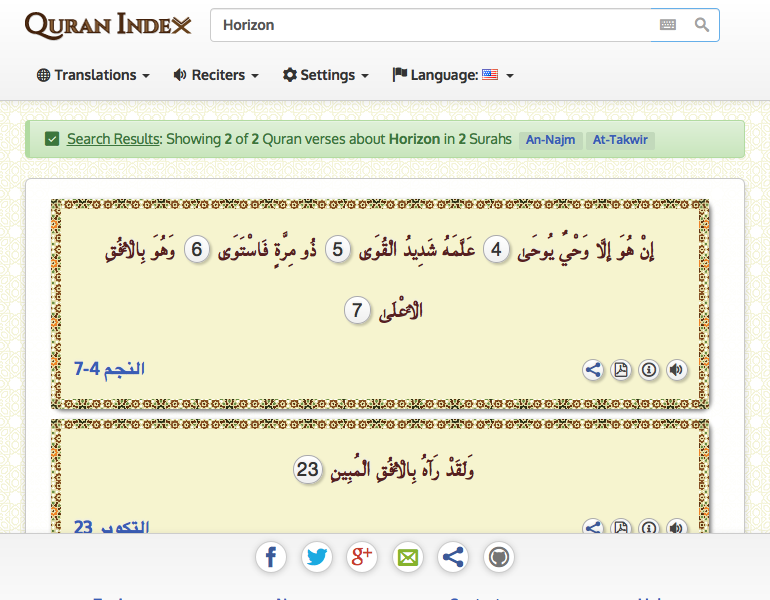 QURAN INDEX
Horizon
Translations Reciters Settings Language:
Search Results: Showing 2 of 2 Quran verses about Horizon in 2 Surahs An-Najm At-Takwir
إِنْ هُوَ إِلَّا وَحْيٌ يُوحَى 4 عَلَّمَهُ شَدِيدُ الْقُوَى 5 ذُو مِرَّةٍ فَاسْتَوَى 6 وَهُوَ بِالْأُفُقِ
الْأَعْلَى 7
النجم 4-7
وَلَقَدْ رَآهُ بِالْأُفُقِ الْمُبِينِ 23
التكوير 23